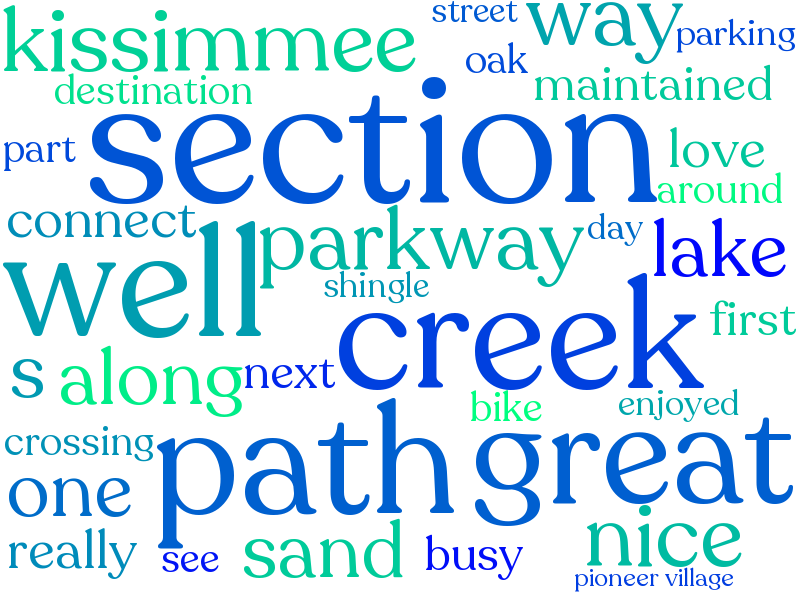 kissimmee
street
way
parking
oak
destination
maintained
section
part
love
around
connect
parkway
day
lake
well
shingle
creek
first
s
along
next
bike
enjoyed
crossing
path
great
one
really
see
sand
busy
nice
pioneer village